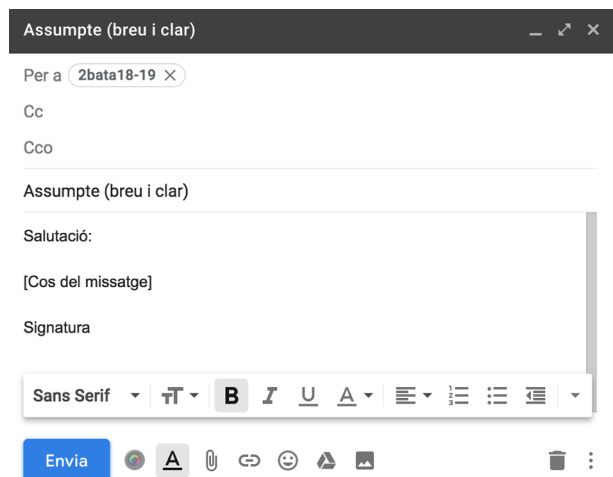 Assumpte (breu i clar)
Per a 2bata18-19
Cc
Cco
Assumpte (breu i clar)
Salutació:
[Cos del missatge]
Signatura
Sans Serif B I U A
Envia A